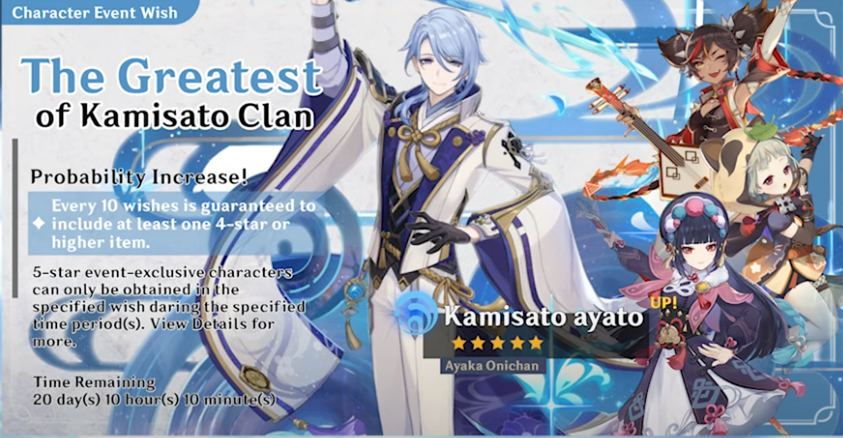 Character Event Wish
The Greatest
of Kamisato Clan
Probability Increase!
Every 10 wishes is guaranteed to
include at least one 4-star or
higher item.
5-star event-exclusive characters
can only be obtained in the
specified wish daring the specified
time period(s). View Details for
more.
Time Remaining
20 day(s) 10 hour(s) 10 minute(s)
UP!
Kamisato ayato
Ayaka Onichan